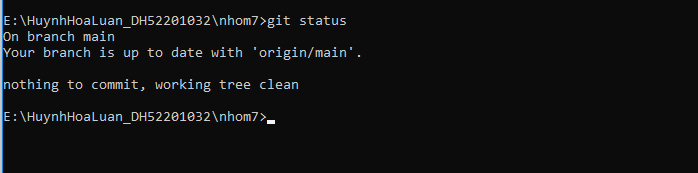 E:\HuynhHoaLuan_DH52201032\nhom7>git status
On branch main
Your branch is up to date with 'origin/main'.
nothing to commit, working tree clean
E:\HuynhHoaLuan_DH52201032\nhom7>